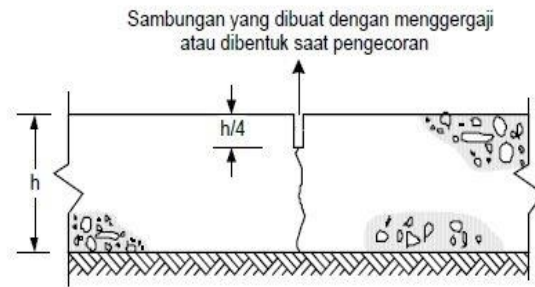 Sambungan yang dibuat dengan menggergaji
atau dibentuk saat pengecoran
h/4
h